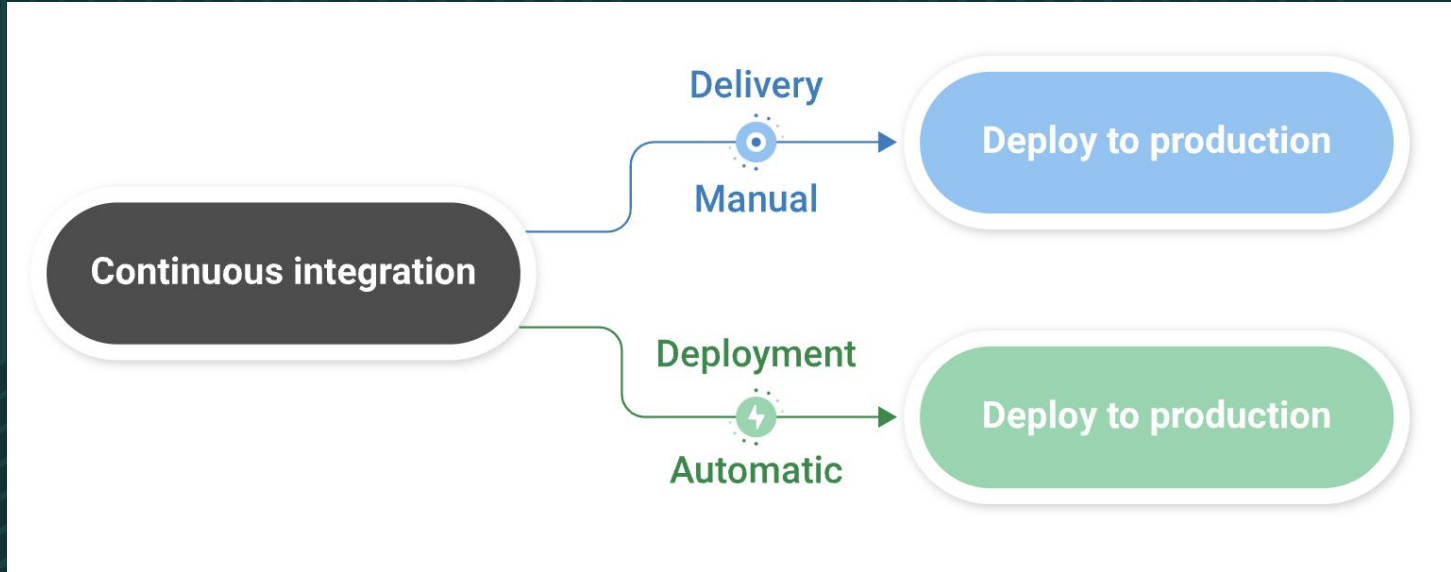 Continuous integration
Delivery
Manual
Deploy to production
Deployment
Automatic
Deploy to production